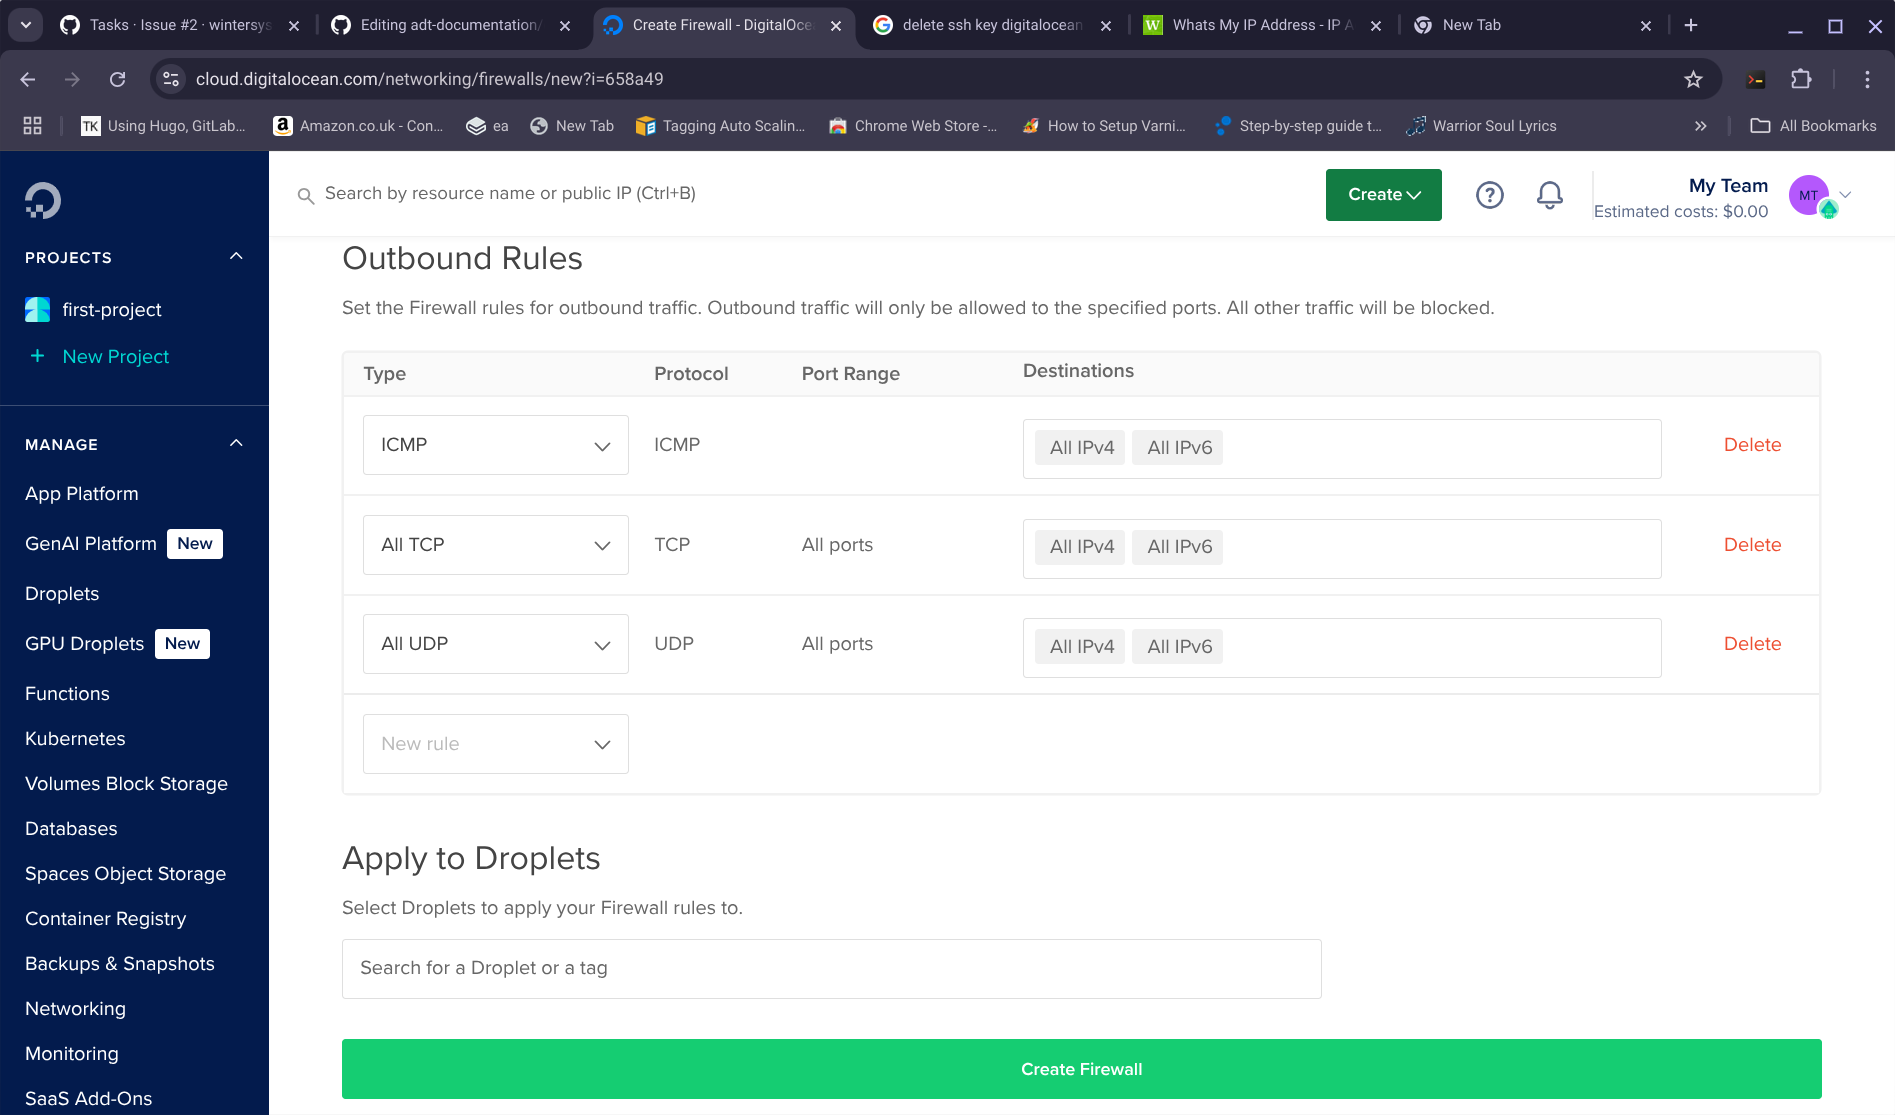 Tasks · Issue #2 · wintersys
Editing adt-documentation/
Create Firewall - DigitalOcea
delete ssh key digitalocean
Whats My IP Address - IP A
New Tab
cloud.digitalocean.com/networking/firewalls/new?i=658a49
TK Using Hugo, GitLab...
a Amazon.co.uk - Con...
ea
New Tab
Tagging Auto Scalin...
Chrome Web Store -...
How to Setup Varni...
Step-by-step guide t...
Warrior Soul Lyrics
All Bookmarks
Search by resource name or public IP (Ctrl+B)
Create
My Team
Estimated costs: $0.00
MT
PROJECTS
first-project
+ New Project
MANAGE
App Platform
GenAI Platform New
Droplets
GPU Droplets New
Functions
Kubernetes
Volumes Block Storage
Databases
Spaces Object Storage
Container Registry
Backups & Snapshots
Networking
Monitoring
SaaS Add-Ons
Outbound Rules
Set the Firewall rules for outbound traffic. Outbound traffic will only be allowed to the specified ports. All other traffic will be blocked.
Type Protocol Port Range Destinations
ICMP ICMP All IPv4 All IPv6 Delete
All TCP TCP All ports All IPv4 All IPv6 Delete
All UDP UDP All ports All IPv4 All IPv6 Delete
New rule
Apply to Droplets
Select Droplets to apply your Firewall rules to.
Search for a Droplet or a tag
Create Firewall